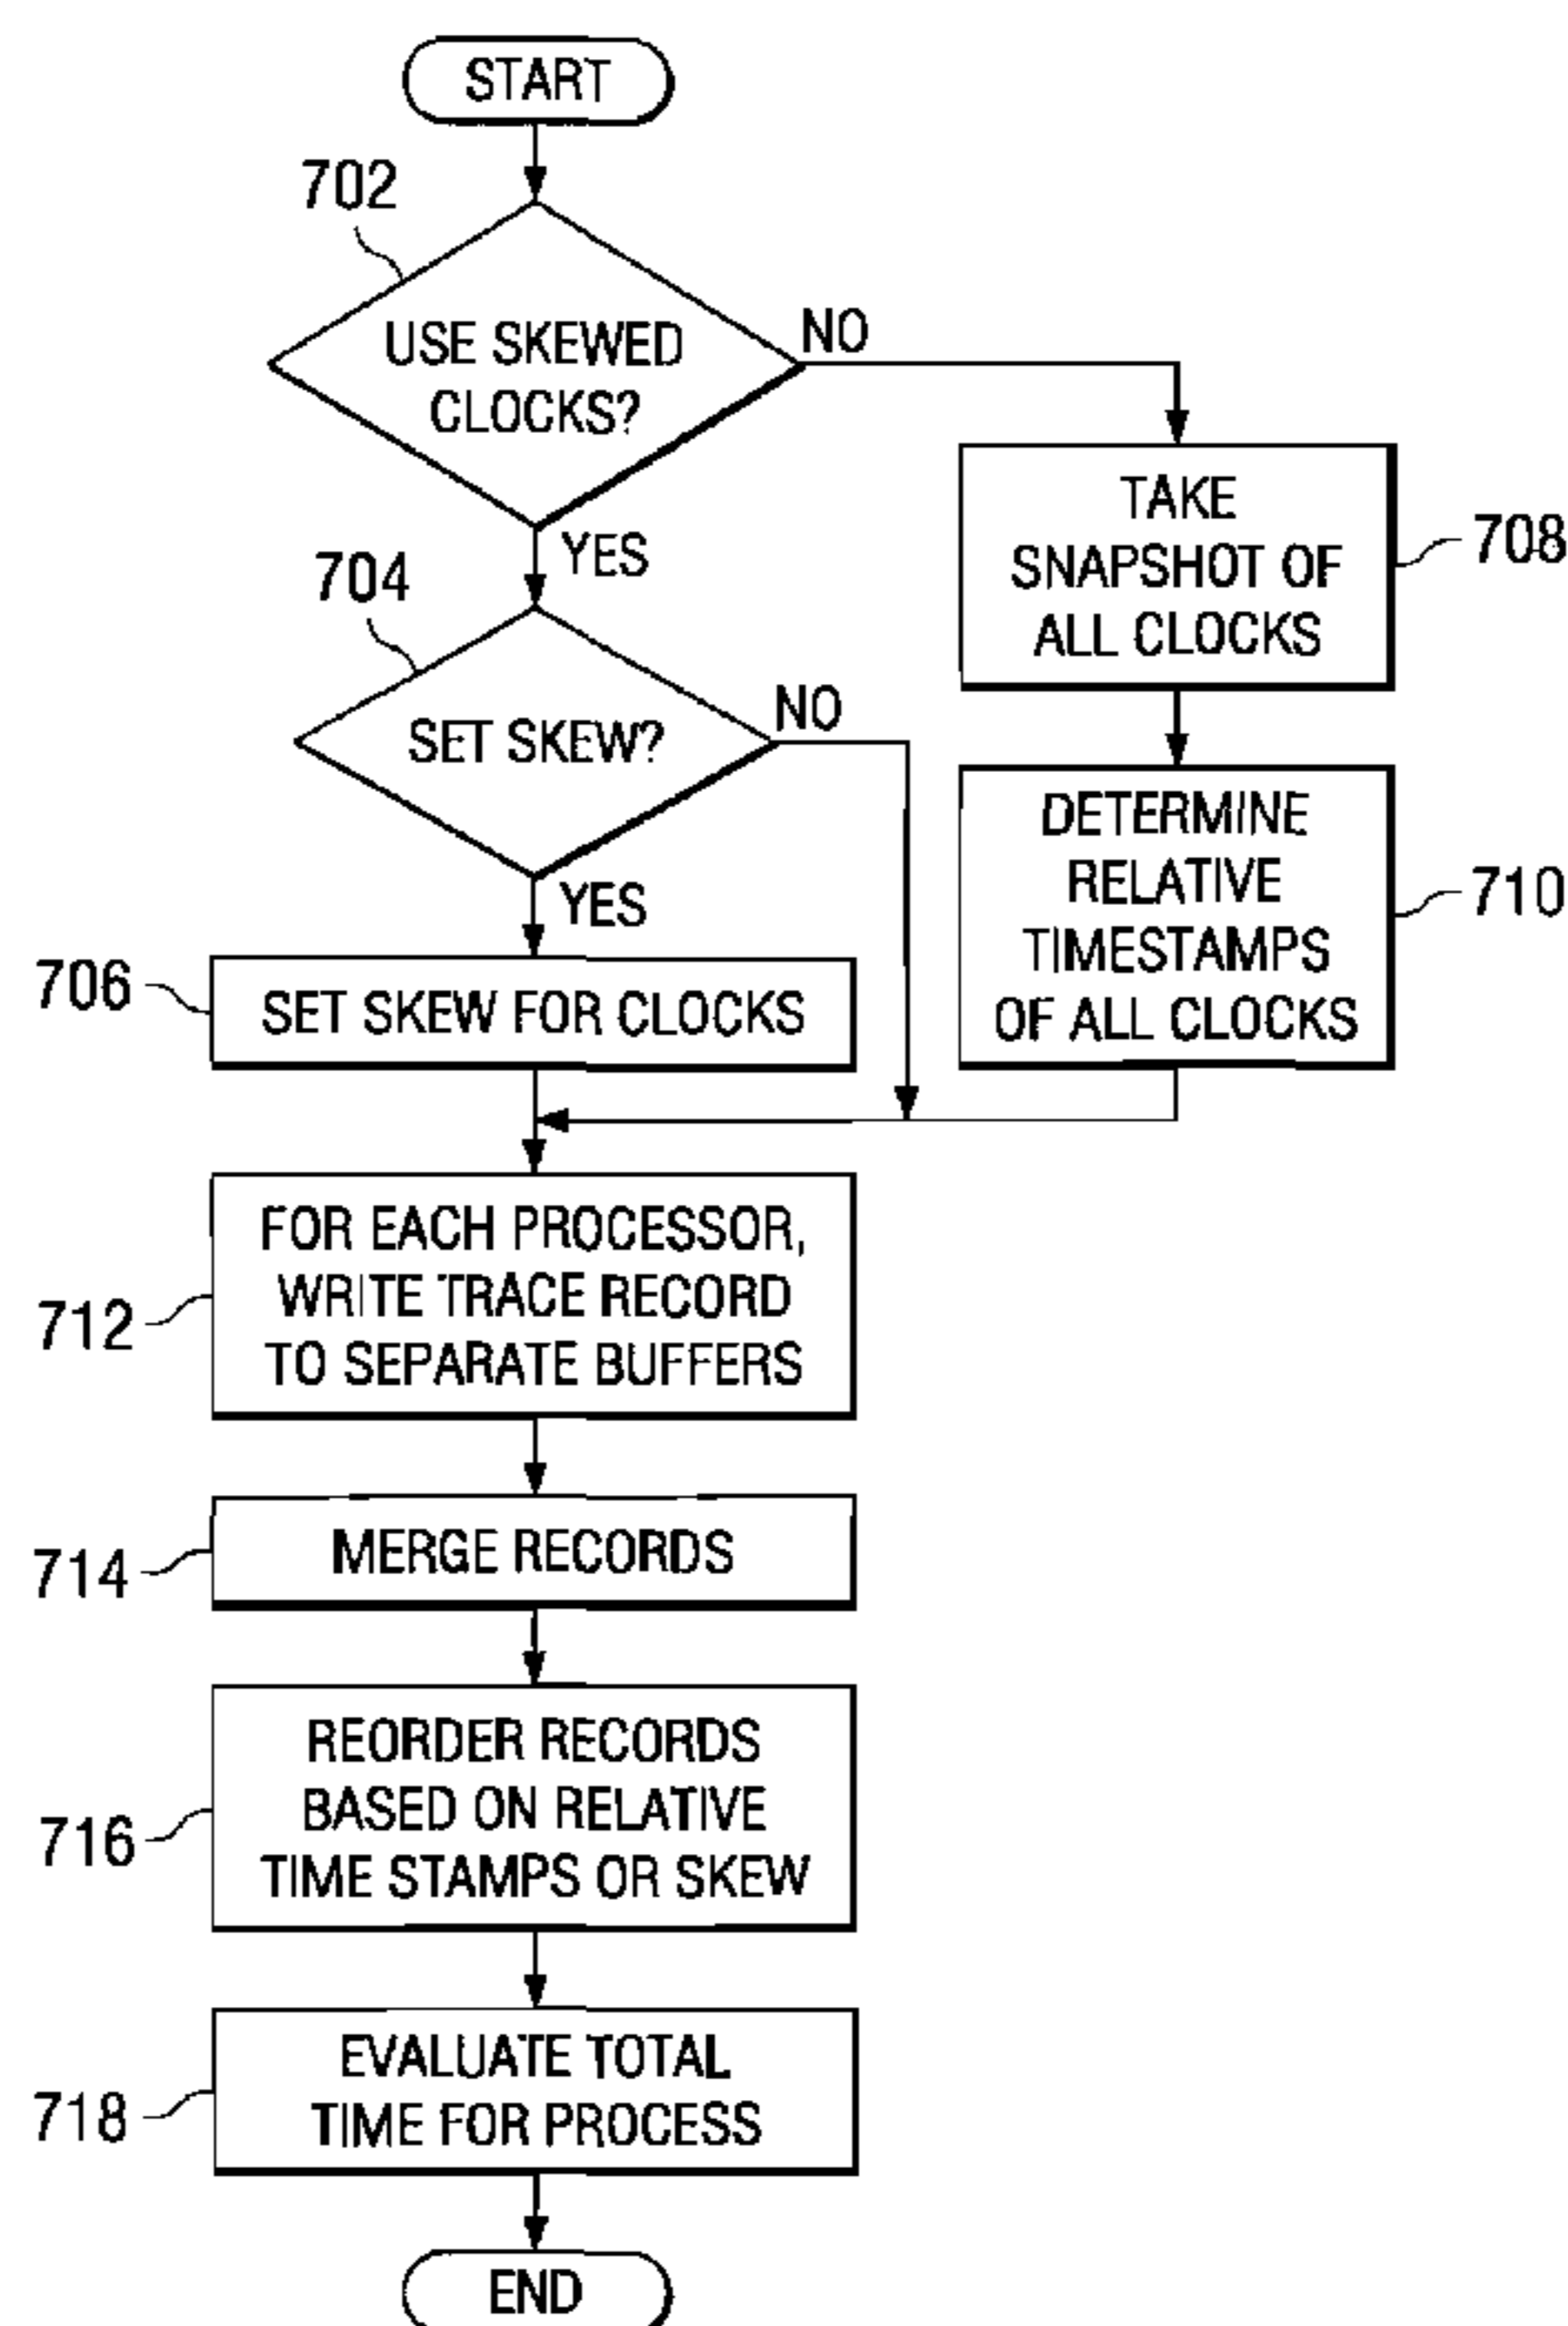 START
702
USE SKEWED
CLOCKS?
NO
YES
TAKE
SNAPSHOT OF
ALL CLOCKS
708
704
SET SKEW?
NO
YES
DETERMINE
RELATIVE
TIMESTAMPS
OF ALL CLOCKS
710
706
SET SKEW FOR CLOCKS
712
FOR EACH PROCESSOR,
WRITE TRACE RECORD
TO SEPARATE BUFFERS
714
MERGE RECORDS
716
REORDER RECORDS
BASED ON RELATIVE
TIME STAMPS OR SKEW
718
EVALUATE TOTAL
TIME FOR PROCESS
END